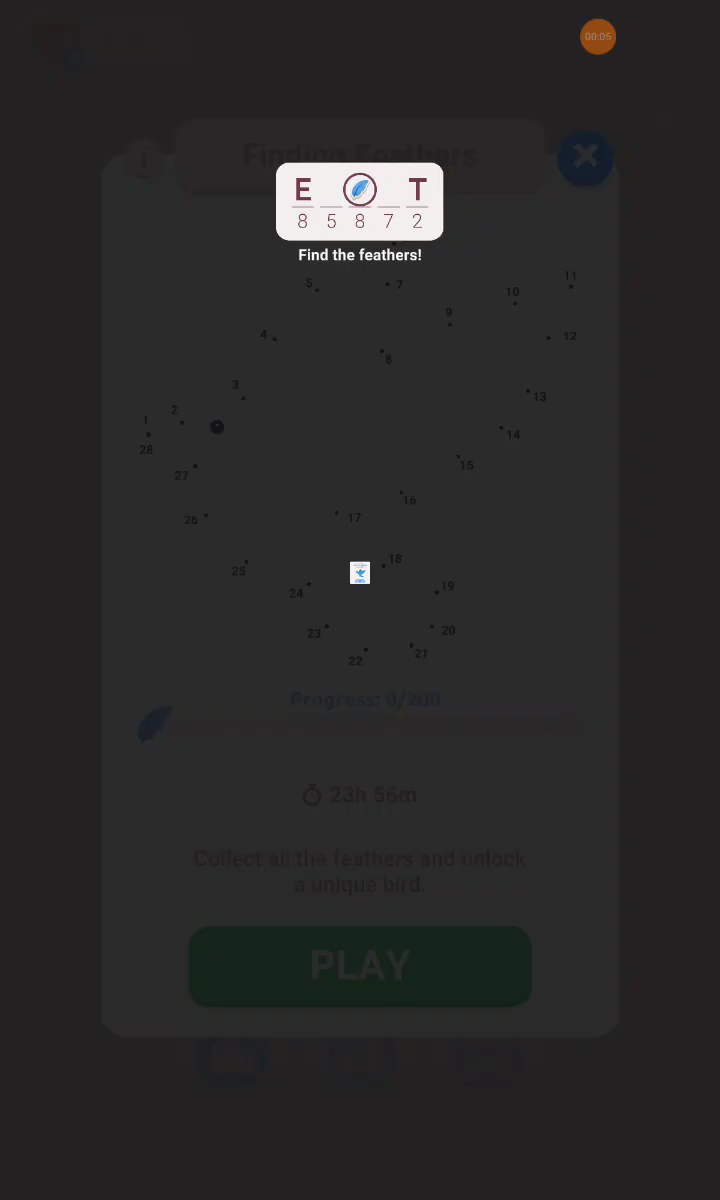 00:05
Finding Feathers
E T
8 5 8 7 2
Find the feathers!
5 7 11
10
9
4 12
8
3 13
2
1 14
28 15
27
16
26 17
18
25 19
24
23 20
22 21
Progress: 0/200
23h 56m
Collect all the feathers and unlock
a unique bird.
PLAY